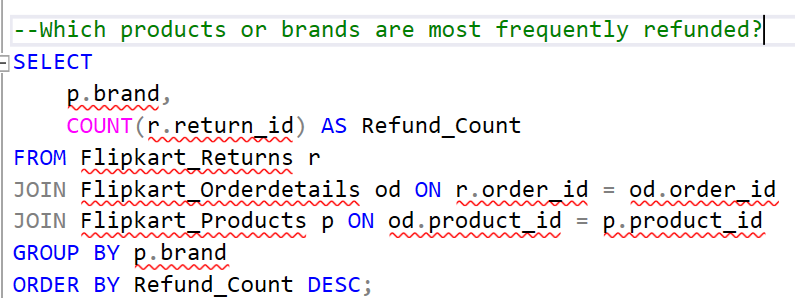 --Which products or brands are most frequently refunded?
SELECT
p.brand,
COUNT(r.return_id) AS Refund_Count
FROM Flipkart_Returns r
JOIN Flipkart_Orderdetails od ON r.order_id = od.order_id
JOIN Flipkart_Products p ON od.product_id = p.product_id
GROUP BY p.brand
ORDER BY Refund_Count DESC;